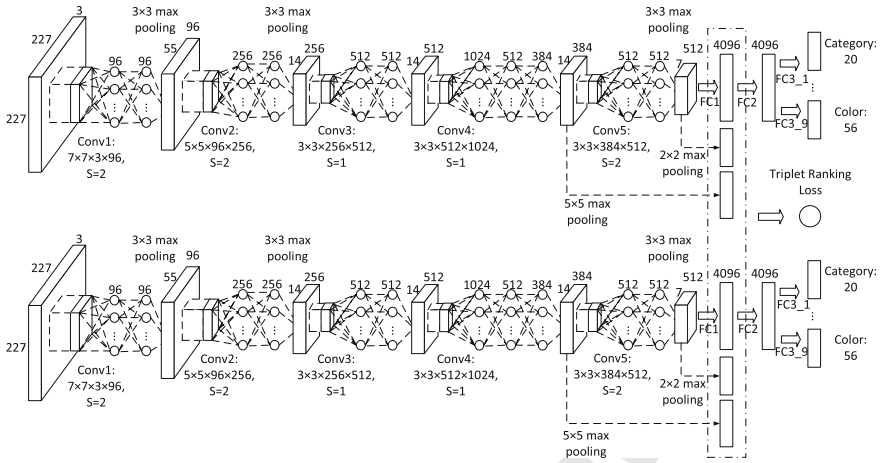 3×3 max pooling
3×3 max pooling
3×3 max pooling
3
227
227
96 96
Conv1:
7×7×3×96,
S=2
55
96
256 256
Conv2:
5×5×96×256,
S=2
14
256
512 512
Conv3:
3×3×256×512,
S=1
14
512
1024 512 384
Conv4:
3×3×512×1024,
S=1
14
384
512 512
Conv5:
3×3×384×512,
S=2
7
512
FC1
4096
FC2
4096
FC3_1
FC3_9
Category:
20
Color:
56
2×2 max
pooling
5×5 max
pooling
Triplet Ranking
Loss
3×3 max
pooling
3×3 max
pooling
3×3 max
pooling
3
227
227
96 96
Conv1:
7×7×3×96,
S=2
55
96
256 256
Conv2:
5×5×96×256,
S=2
14
256
512 512
Conv3:
3×3×256×512,
S=1
14
512
1024 512 384
Conv4:
3×3×512×1024,
S=1
14
384
512 512
Conv5:
3×3×384×512,
S=2
7
512
FC1
4096
FC2
4096
FC3_1
FC3_9
Category:
20
Color:
56
2×2 max
pooling
5×5 max
pooling